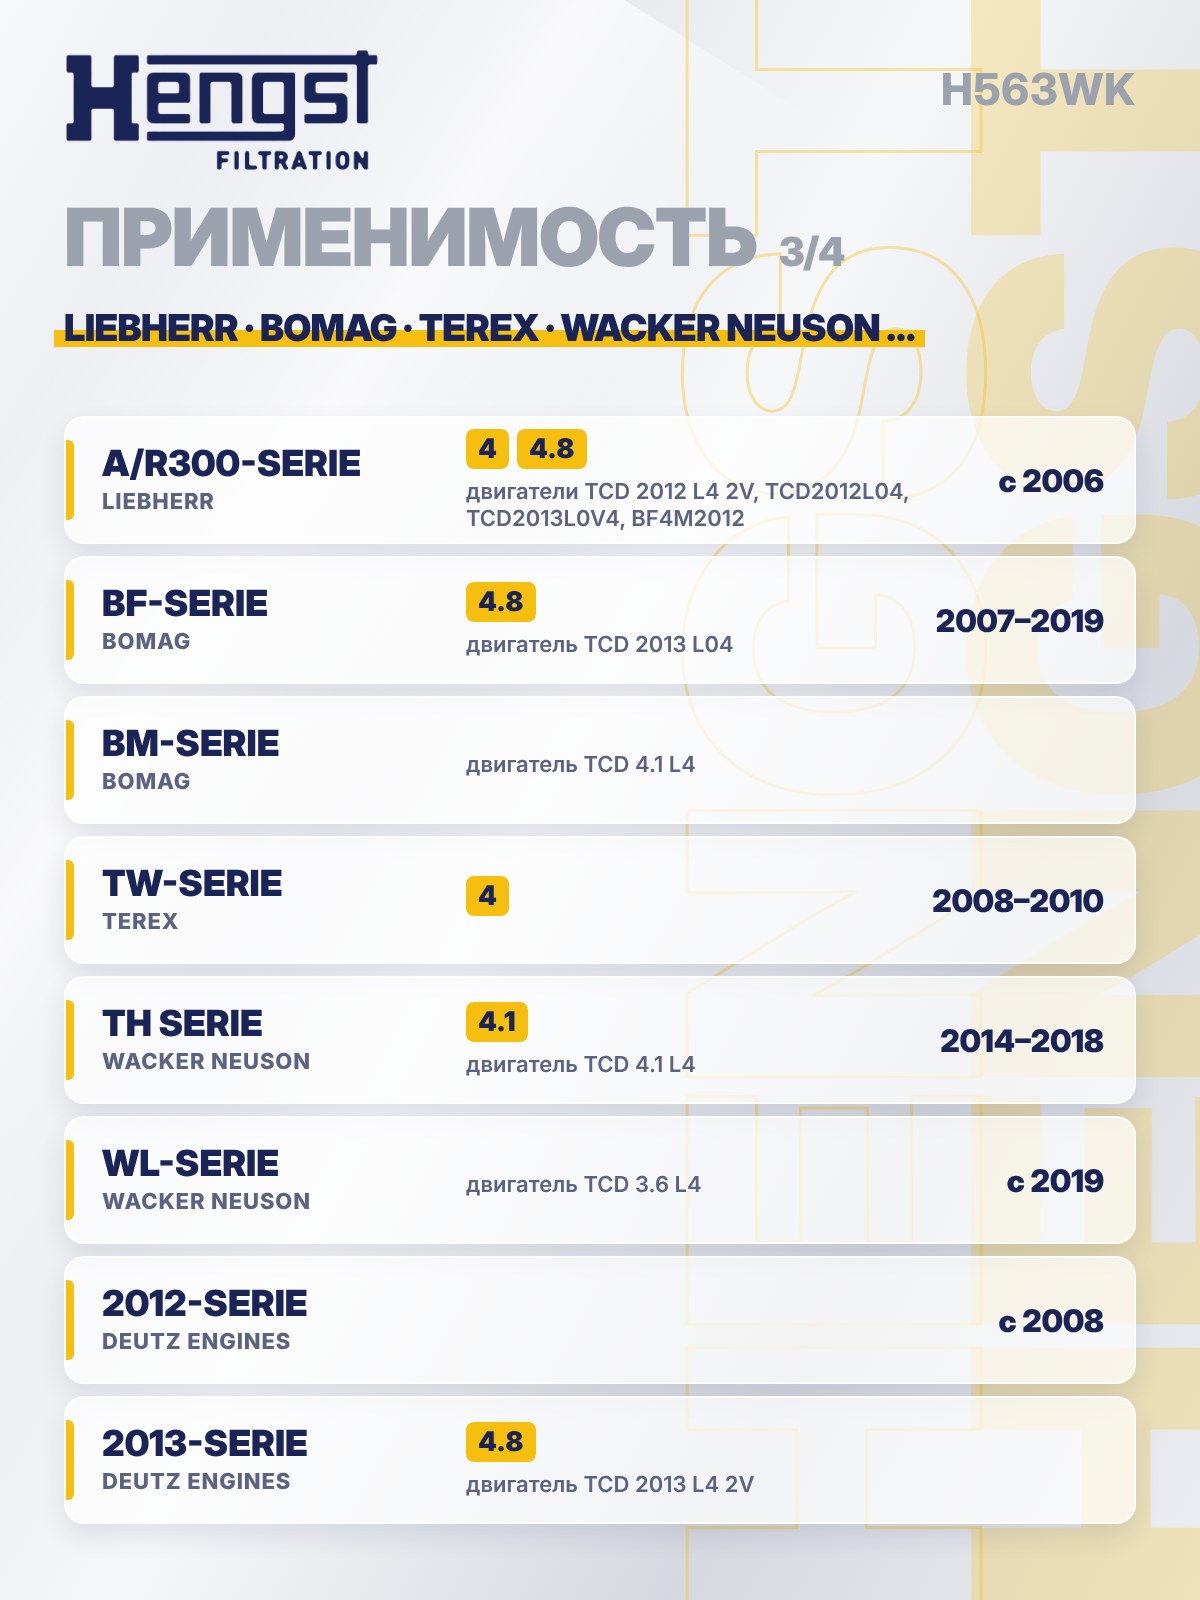 Hengst
FILTRATION
H563WK
ПРИМЕНИМОСТЬ 3/4
LIEBHERR · BOMAG · TEREX · WACKER NEUSON ...
A/R300-SERIE
LIEBHERR
4 4.8
двигатели TCD 2012 L4 2V, TCD2012L04,
TCD2013L0V4, BF4M2012
с 2006
BF-SERIE
BOMAG
4.8
двигатель TCD 2013 L04
2007–2019
BM-SERIE
BOMAG
двигатель TCD 4.1 L4
TW-SERIE
TEREX
4
2008–2010
TH SERIE
WACKER NEUSON
4.1
двигатель TCD 4.1 L4
2014–2018
WL-SERIE
WACKER NEUSON
двигатель TCD 3.6 L4
с 2019
2012-SERIE
DEUTZ ENGINES
с 2008
2013-SERIE
DEUTZ ENGINES
4.8
двигатель TCD 2013 L4 2V
HENGST
HENGST